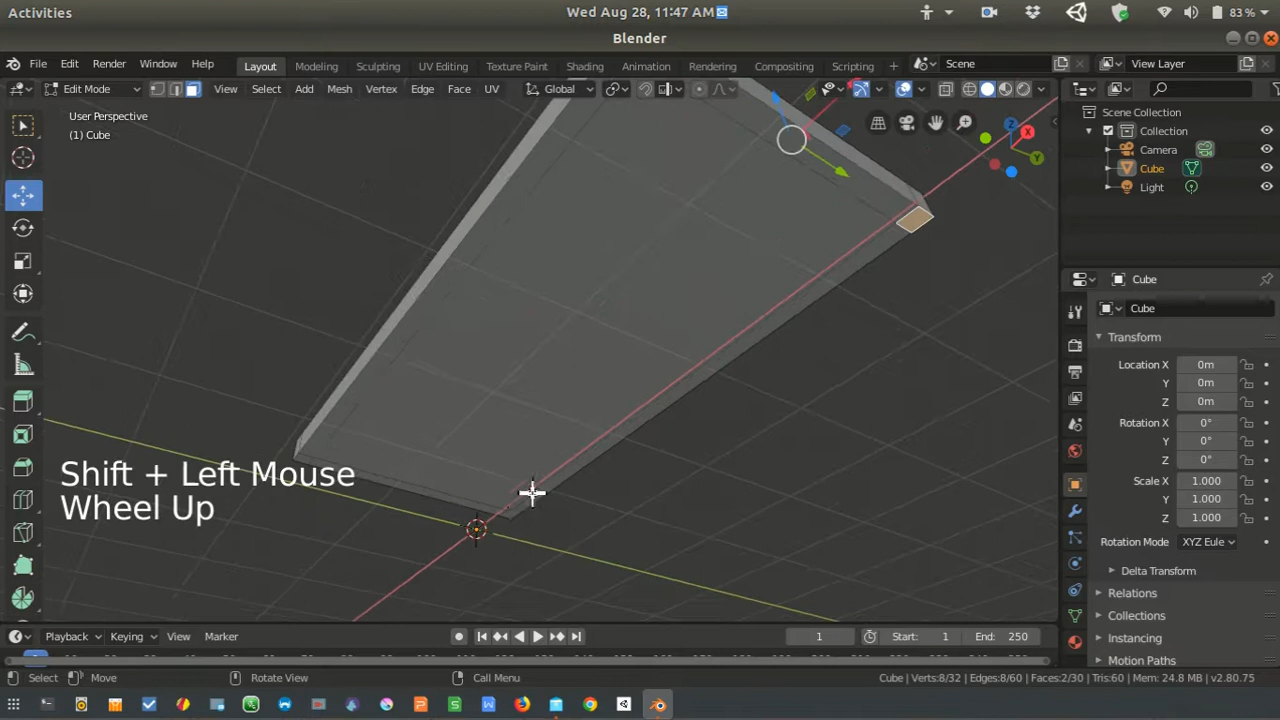 Activities
Wed Aug 28, 11:47 AM
83 %
Blender
File Edit Render Window Help
Layout Modeling Sculpting UV Editing Texture Paint Shading Animation Rendering Compositing Scripting
Scene
View Layer
Edit Mode
View Select Add Mesh Vertex Edge Face UV
Global
User Perspective
(1) Cube
Z
X
Y
Scene Collection
Collection
Camera
Cube
Light
Cube
Cube
Transform
Location X 0m
Y 0m
Z 0m
Rotation X 0°
Y 0°
Z 0°
Scale X 1.000
Y 1.000
Z 1.000
Rotation Mode XYZ Eule
Delta Transform
Relations
Collections
Instancing
Motion Paths
Shift + Left Mouse
Wheel Up
Playback Keying View Marker
1
Start: 1
End: 250
Select Move Rotate View Call Menu
Cube | Verts:8/32 | Edges:8/60 | Faces:2/30 | Tris:60 | Mem: 24.8 MB | v2.80.75